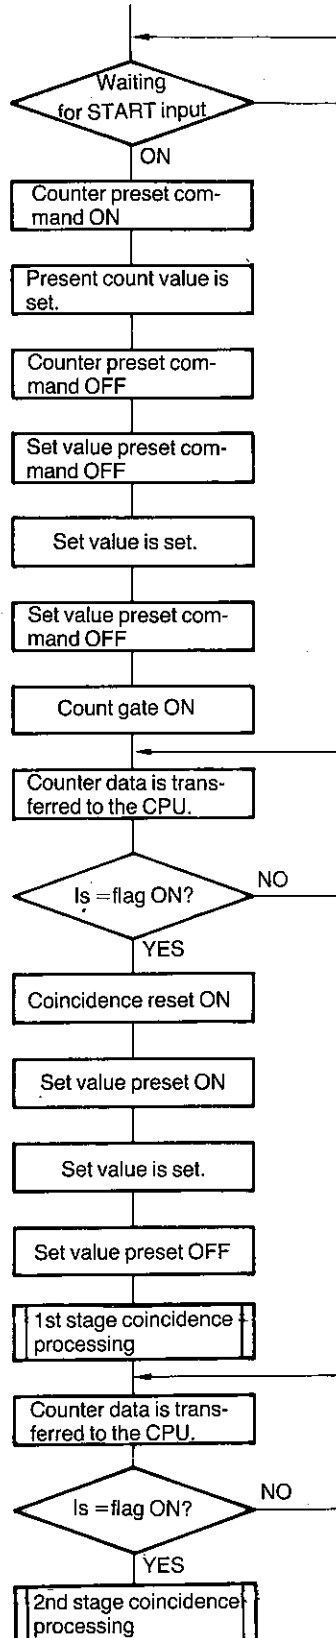 Waiting
for START input
ON
Counter preset com-
mand ON
Present count value is
set.
Counter preset com-
mand OFF
Set value preset com-
mand OFF
Set value is set.
Set value preset com-
mand OFF
Count gate ON
Counter data is trans-
ferred to the CPU.
Is =flag ON?
NO
YES
Coincidence reset ON
Set value preset ON
Set value is set.
Set value preset OFF
1st stage coincidence
processing
Counter data is trans-
ferred to the CPU.
Is =flag ON?
NO
YES
2nd stage coincidence
processing